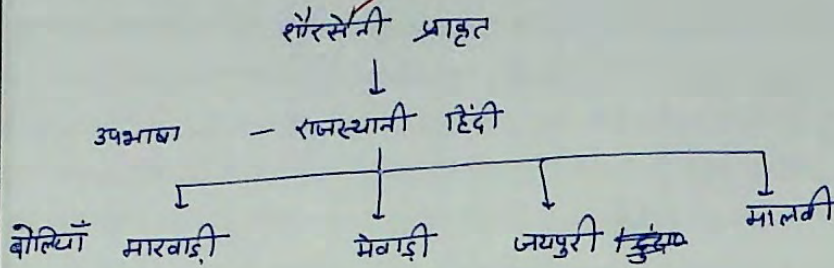 शौरसेनी प्राकृत
उपभाषा – राजस्थानी हिंदी
बोलियाँ मारवाड़ी मेवाड़ी जयपुरी मालवी